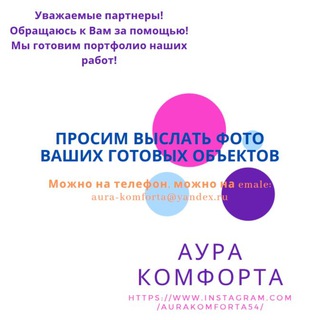 Уважаемые партнеры!
Обращаюсь к Вам за помощью!
Мы готовим портфолио наших
работ!
ПРОСИМ ВЫСЛАТЬ ФОТО
ВАШИХ ГОТОВЫХ ОБЪЕКТОВ
Можно на телефон, можно на emale:
aura-komforta@yandex.ru
АУРА
КОМФОРТА
HTTPS://WWW.INSTAGRAM.COM
/AURAKOMFORTA54/